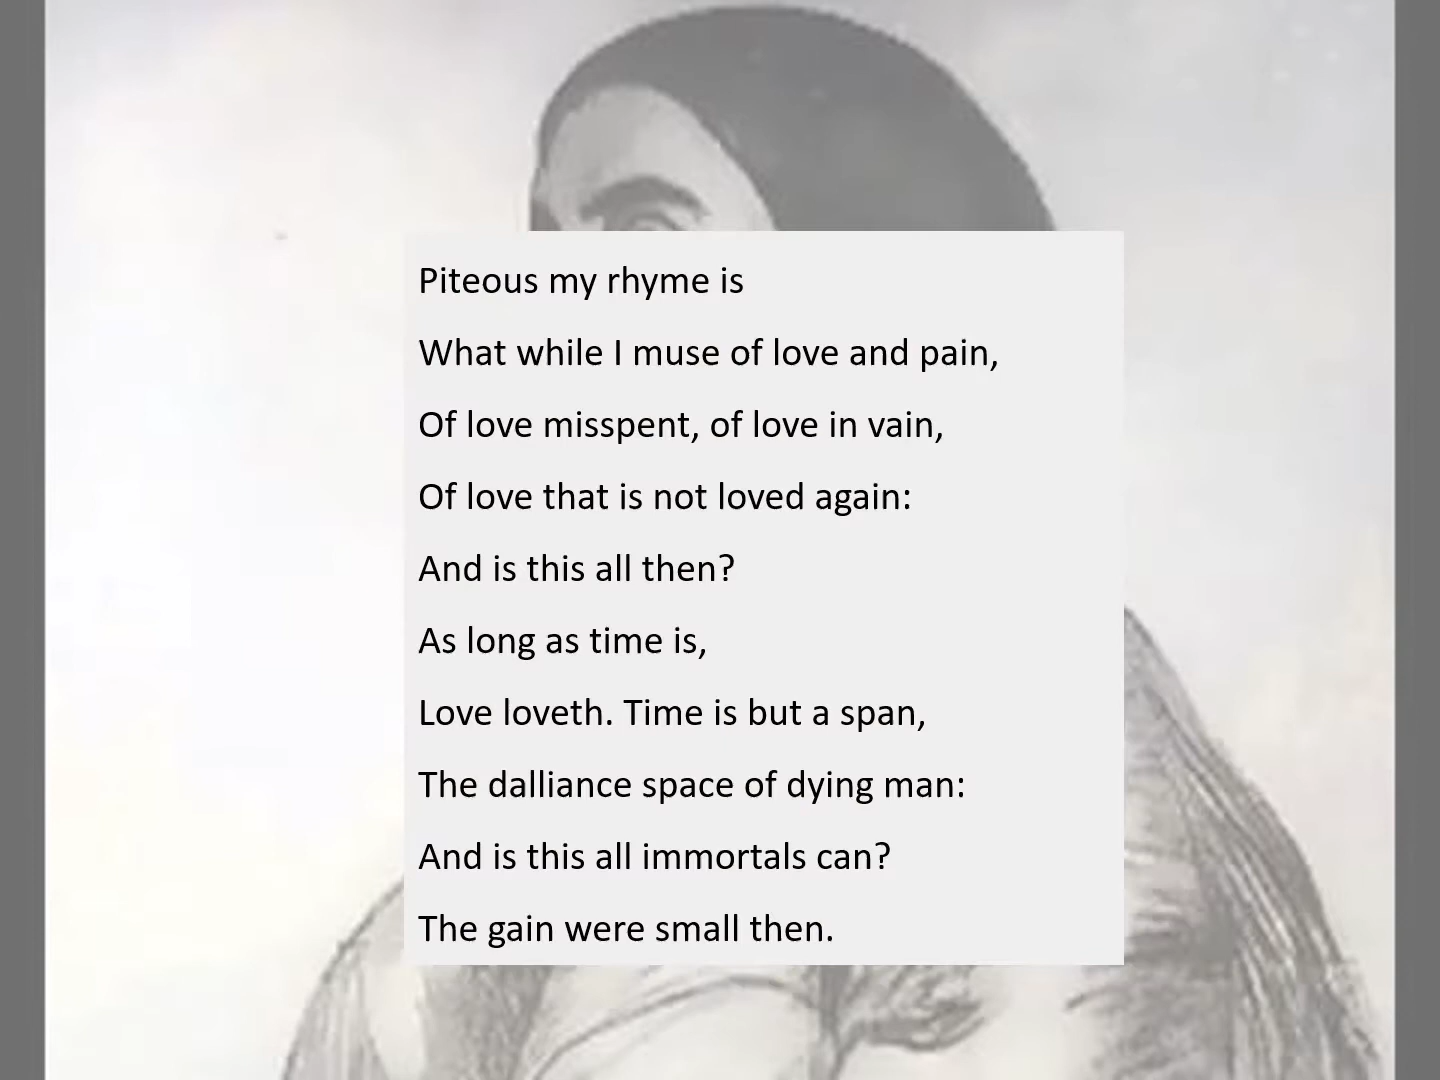 Piteous my rhyme is
What while I muse of love and pain,
Of love misspent, of love in vain,
Of love that is not loved again:
And is this all then?
As long as time is,
Love loveth. Time is but a span,
The dalliance space of dying man:
And is this all immortals can?
The gain were small then.